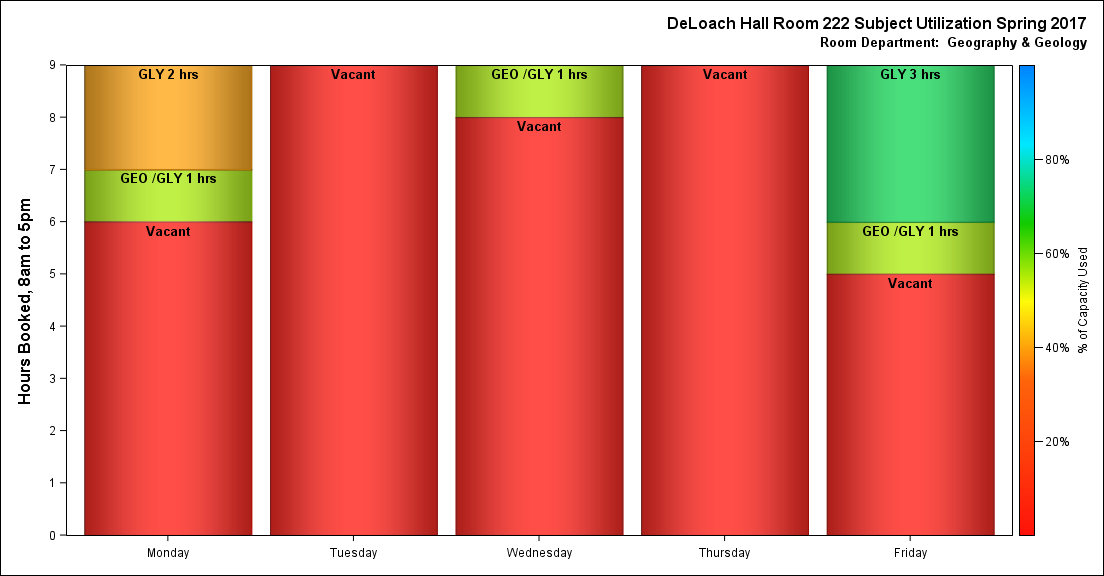 DeLoach Hall Room 222 Subject Utilization Spring 2017
Room Department:  Geography & Geology
Hours Booked, 8am to 5pm
9
8
7
6
5
4
3
2
1
0
GLY 2 hrs
GEO /GLY 1 hrs
Vacant
Vacant
GEO /GLY 1 hrs
Vacant
Vacant
GLY 3 hrs
GEO /GLY 1 hrs
Vacant
Monday
Tuesday
Wednesday
Thursday
Friday
80%
60%
40%
20%
% of Capacity Used